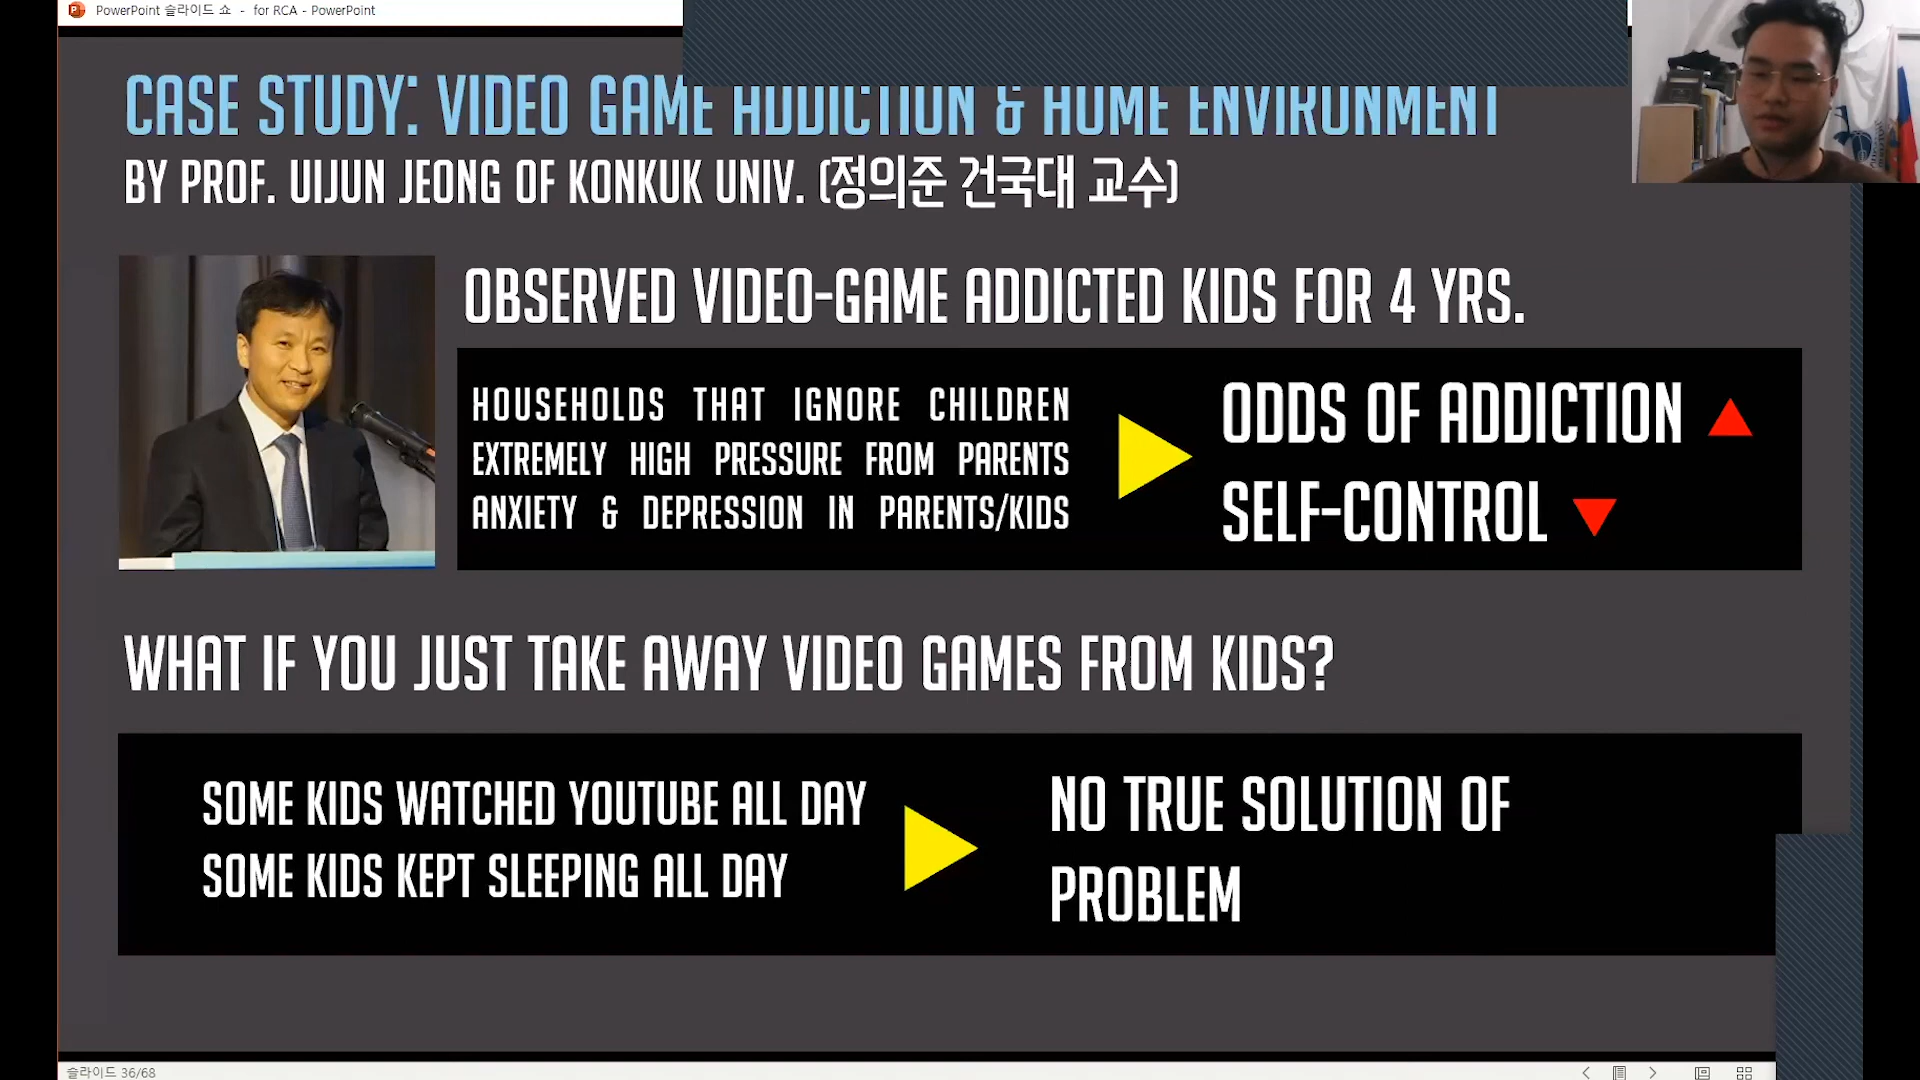 PowerPoint 슬라이드 쇼 - for RCA - PowerPoint
CASE STUDY: VIDEO GAME ADDICTION & HOME ENVIRONMENT
BY PROF. UIJUN JEONG OF KONKUK UNIV. (정의준 건국대 교수)
OBSERVED VIDEO-GAME ADDICTED KIDS FOR 4 YRS.
HOUSEHOLDS THAT IGNORE CHILDREN
EXTREMELY HIGH PRESSURE FROM PARENTS
ANXIETY & DEPRESSION IN PARENTS/KIDS
ODDS OF ADDICTION
SELF-CONTROL
WHAT IF YOU JUST TAKE AWAY VIDEO GAMES FROM KIDS?
SOME KIDS WATCHED YOUTUBE ALL DAY
SOME KIDS KEPT SLEEPING ALL DAY
NO TRUE SOLUTION OF
PROBLEM
슬라이드 36/68